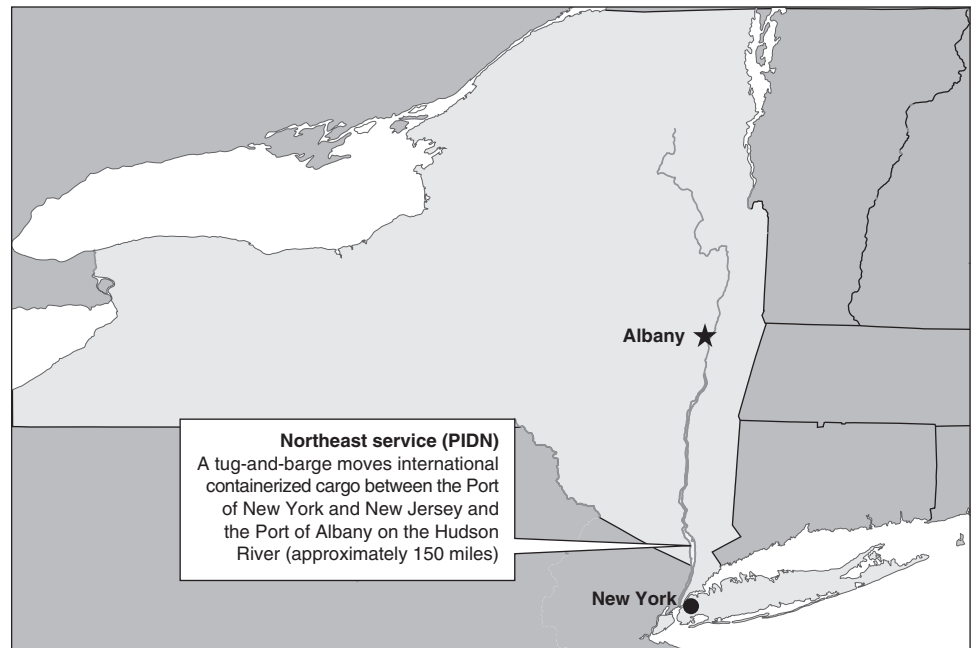 Albany
Northeast service (PIDN)
A tug-and-barge moves international
containerized cargo between the Port
of New York and New Jersey and
the Port of Albany on the Hudson
River (approximately 150 miles)
New York